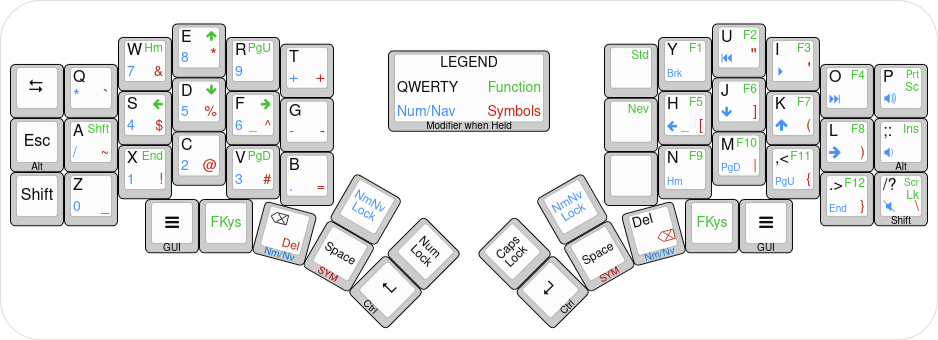 ⇆
Esc
Alt
Shift
Q
* `
A Shft
/ ~
Z
0 _
W Hm
7 &
S ←
4 $
X End
1 !
E ↑
8 *
D ↓
5 %
C
2 @
R PgU
9
F →
6 _ ^
V PgD
3 #
T
+ +
G
- -
B
. =
☰
GUI
FKys
⌫
Del
Nm/Nv
Space
SYM
NmNv
Lock
↵
Ctrl
Num
Lock
LEGEND
QWERTY Function
Num/Nav Symbols
Modifier when Held
Caps
Lock
↵
Ctrl
NmNv
Lock
Space
SYM
Del
⌫
Nm/Nv
FKys
☰
GUI
Std
Nev
Y F1
Brk
H F5
← _ [
N F9
Hm
U F2
⏮ "
J F6
↓ ]
M F10
PgD |
I F3
⏵ '
K F7
↑ (
,< F11
PgU {
O F4
⏭
L F8
→ )
.> F12
End }
P Prt
Sc
🔊
;: Ins
🔉
Alt
/? Scr
Lk
🔇 \
Shift